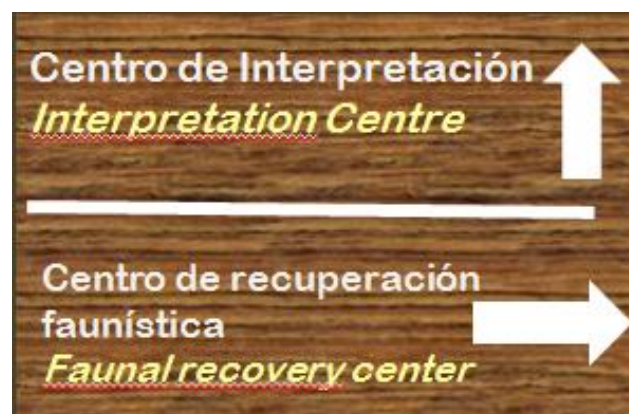 Centro de Interpretación
Interpretation Centre
Centro de recuperación
faunística
Faunal recovery center